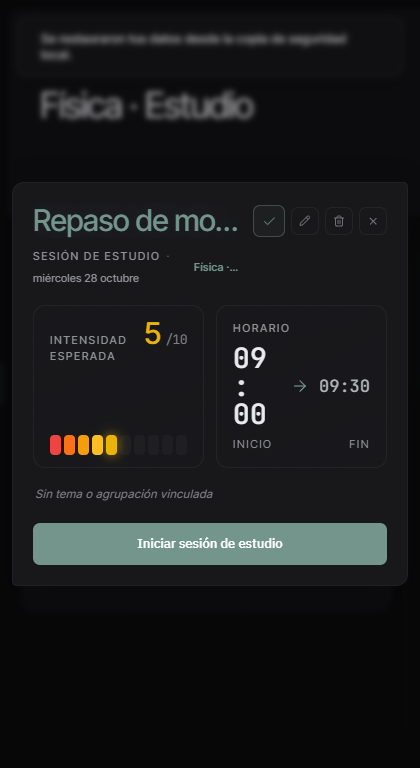 Se restauraron tus datos desde la copia de seguridad
local.
Física · Estudio
Repaso de mo...
SESIÓN DE ESTUDIO ·
miércoles 28 octubre
Física ·...
INTENSIDAD
ESPERADA
5 /10
HORARIO
09
:
00
→ 09:30
INICIO
FIN
Sin tema o agrupación vinculada
Iniciar sesión de estudio